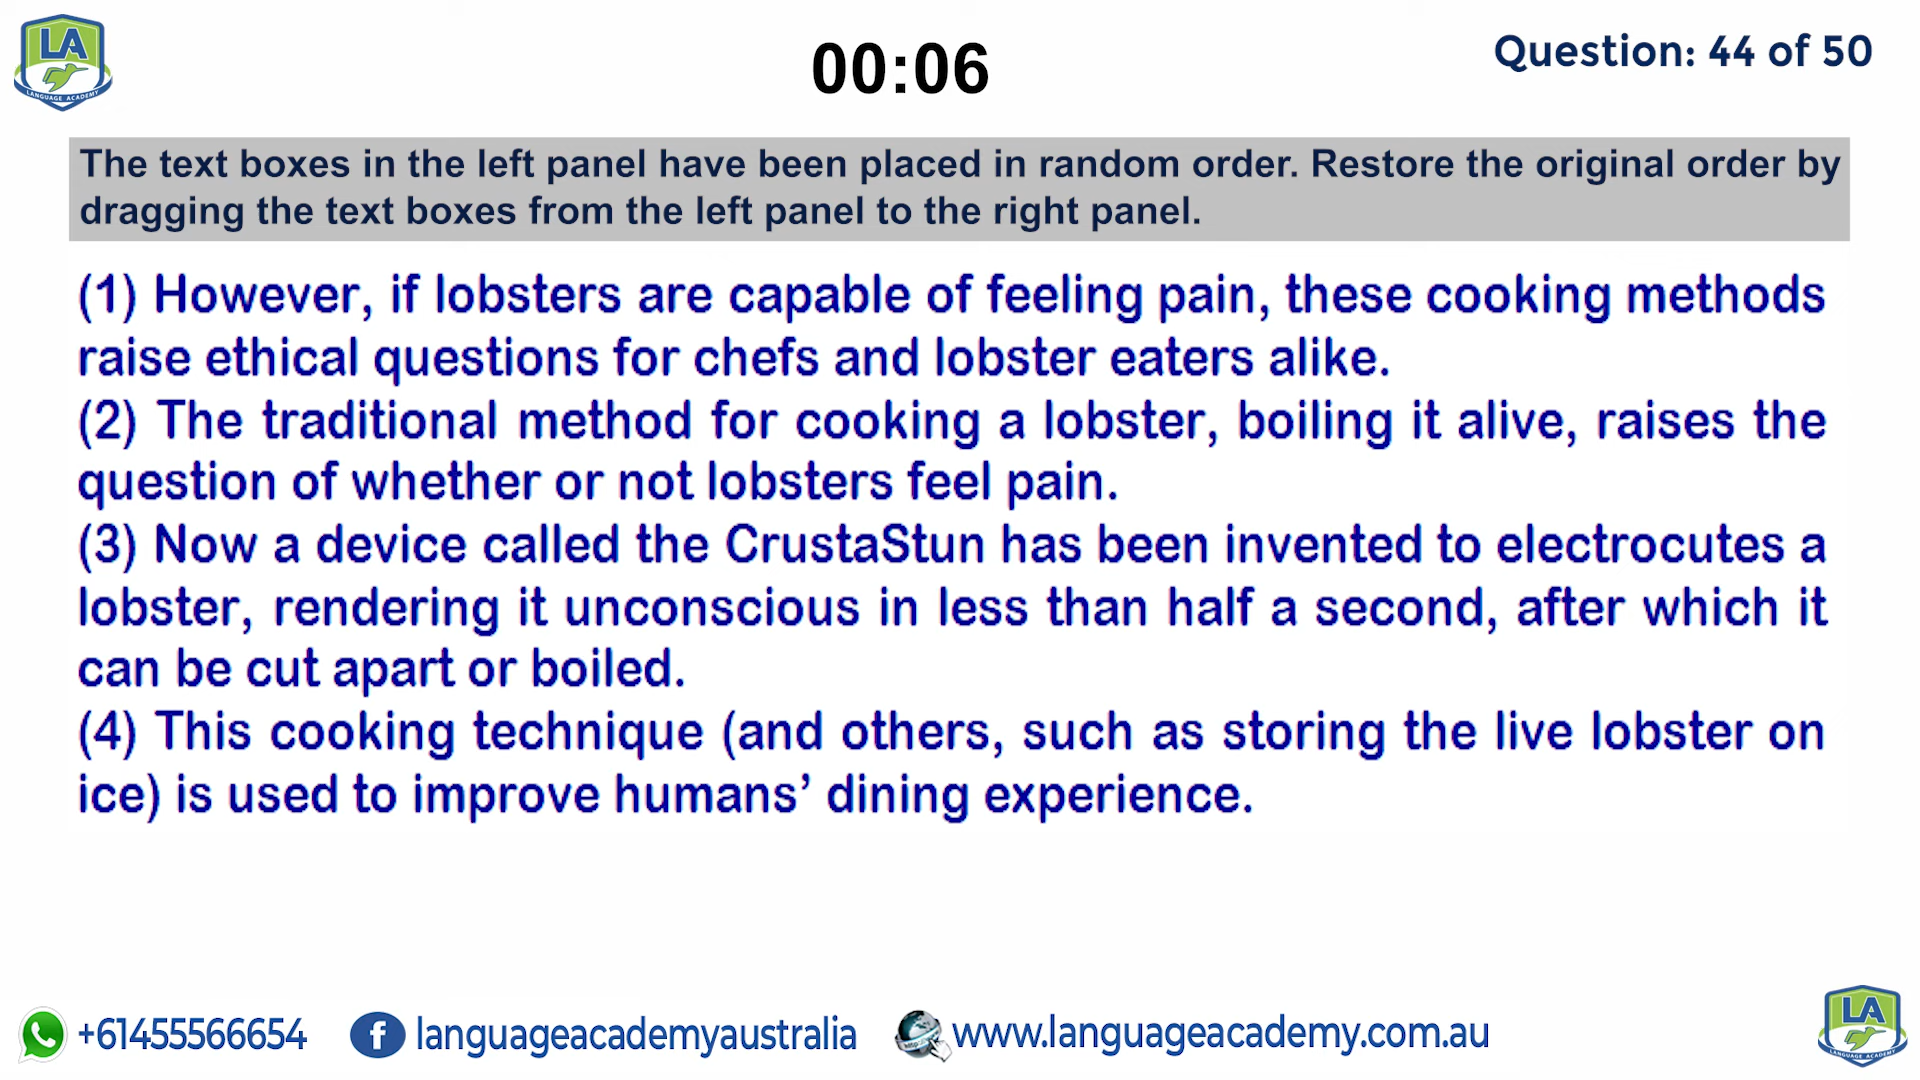 LA
LANGUAGE ACADEMY
00:06
Question: 44 of 50
The text boxes in the left panel have been placed in random order. Restore the original order by
dragging the text boxes from the left panel to the right panel.
(1) However, if lobsters are capable of feeling pain, these cooking methods
raise ethical questions for chefs and lobster eaters alike.
(2) The traditional method for cooking a lobster, boiling it alive, raises the
question of whether or not lobsters feel pain.
(3) Now a device called the CrustaStun has been invented to electrocutes a
lobster, rendering it unconscious in less than half a second, after which it
can be cut apart or boiled.
(4) This cooking technique (and others, such as storing the live lobster on
ice) is used to improve humans’ dining experience.
+61455566654
f
languageacademyaustralia
http://
www.languageacademy.com.au
LA
LANGUAGE ACADEMY